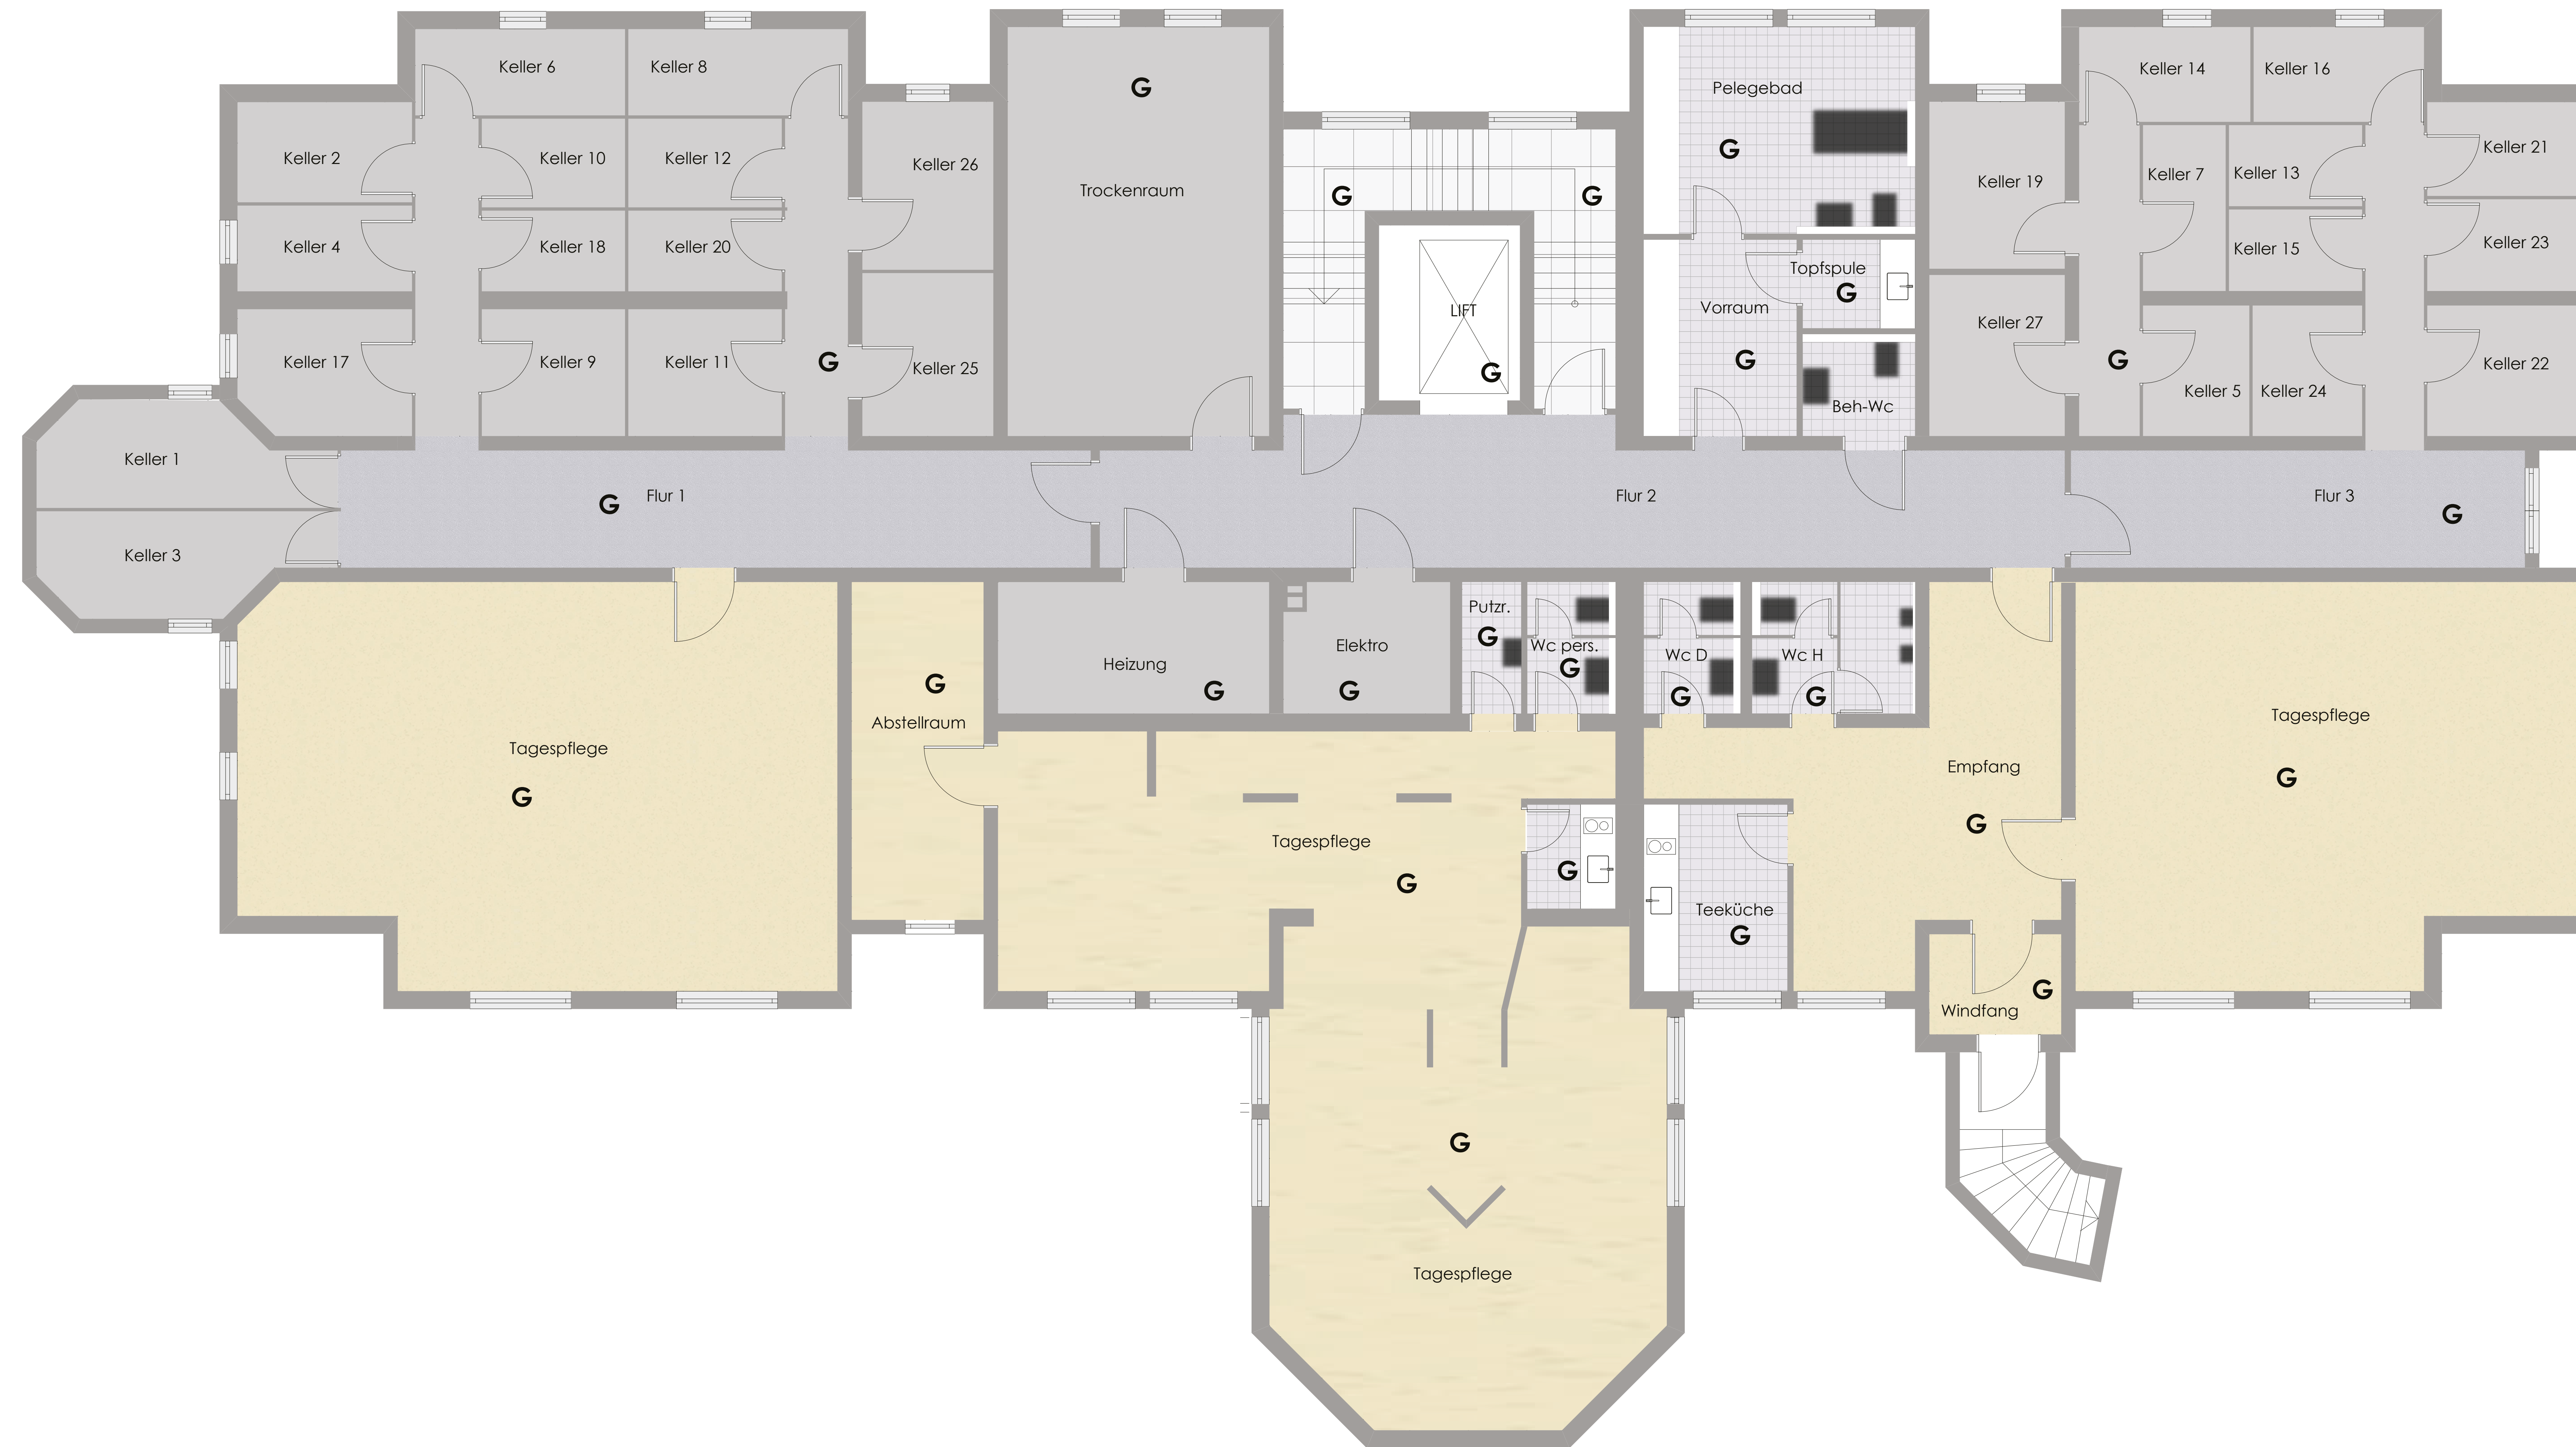 Keller 6
Keller 8
Keller 14
Keller 16
G
Pelegebad
Keller 2
Keller 10
Keller 12
Keller 26
G
Keller 21
Trockenraum
G
G
Keller 19
Keller 7
Keller 13
Keller 4
Keller 18
Keller 20
Topfspule
G
Keller 15
Keller 23
LIFT
Vorraum
Keller 27
Keller 17
Keller 9
Keller 11
G
Keller 25
G
G
G
Keller 5
Keller 24
Keller 22
Beh-Wc
Keller 1
G
Flur 1
Flur 2
Flur 3
G
Keller 3
Putzr.
G
Elektro
Wc pers.
G
Heizung
Wc D
Wc H
G
G
G
G
G
Abstellraum
Tagespflege
Tagespflege
G
Empfang
G
G
Tagespflege
G
G
G
Teeküche
G
G
Windfang
G
Tagespflege